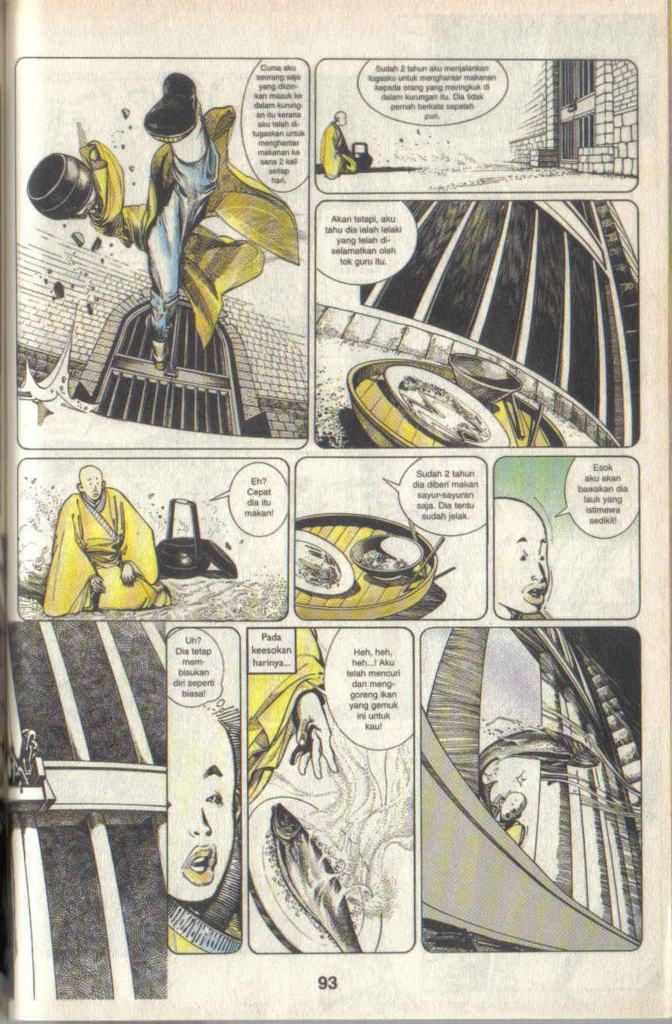 Cuma aku
seorang saja
yang diizin-
kan masuk ke
dalam kurung-
an itu kerana
aku telah di-
tugaskan untuk
menghantar
makanan ke
sana 2 kali
setiap
hari.
Sudah 2 tahun aku menjalankan
tugasku untuk menghantar makanan
kepada orang yang meringkuk di
dalam kurungan itu. Dia tidak
pernah berkata sepatah
pun.
Akan tetapi, aku
tahu dia ialah lelaki
yang telah di-
selamatkan oleh
tok guru itu.
Eh?
Cepat
dia itu
makan!
Sudah 2 tahun
dia diberi makan
sayur-sayuran
saja. Dia tentu
sudah jelak.
Esok
aku akan
bawakan dia
lauk yang
istimewa
sedikit!
Uh?
Dia tetap
mem-
bisukan
diri seperti
biasa!
Pada
keesokan
harinya...
Heh, heh,
heh...! Aku
telah mencuri
dan meng-
goreng ikan
yang gemuk
ini untuk
kau!
93